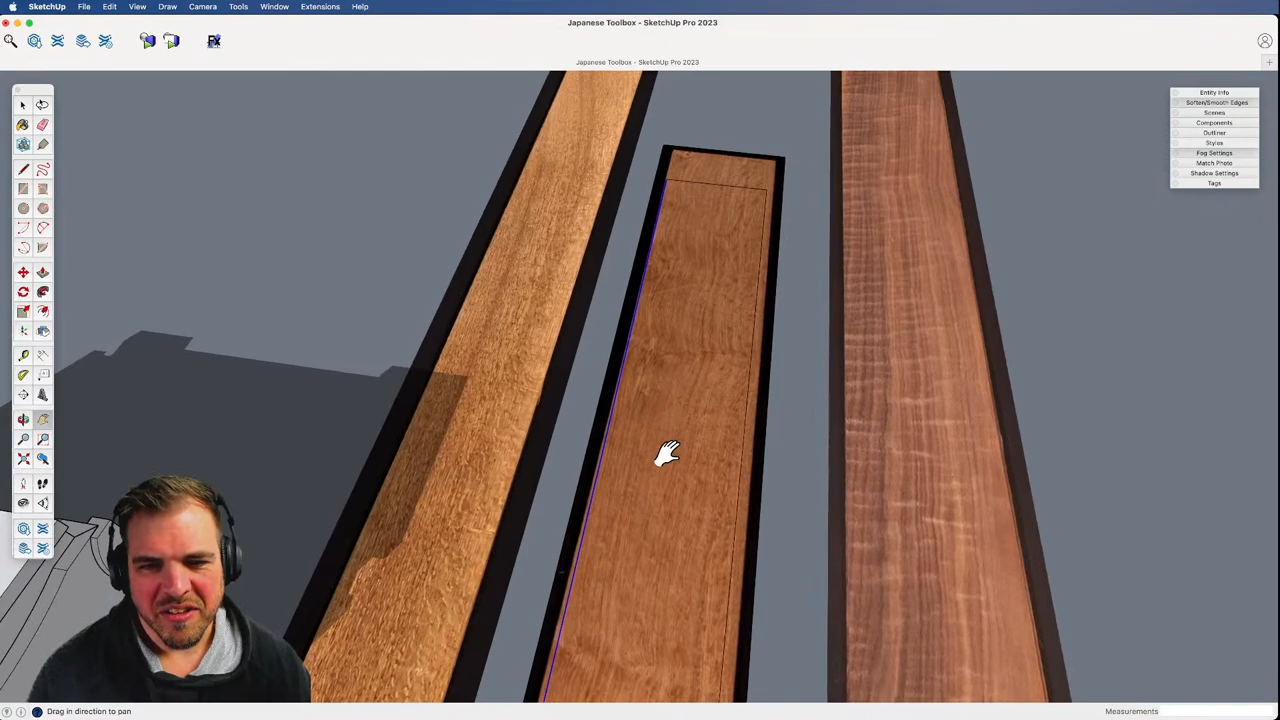 SketchUp File Edit View Draw Camera Tools Window Extensions Help
Japanese Toolbox - SketchUp Pro 2023
Japanese Toolbox - SketchUp Pro 2023
Entity Info
Soften/Smooth Edges
Scenes
Components
Outliner
Styles
Fog Settings
Match Photo
Shadow Settings
Tags
Drag in direction to pan
Measurements